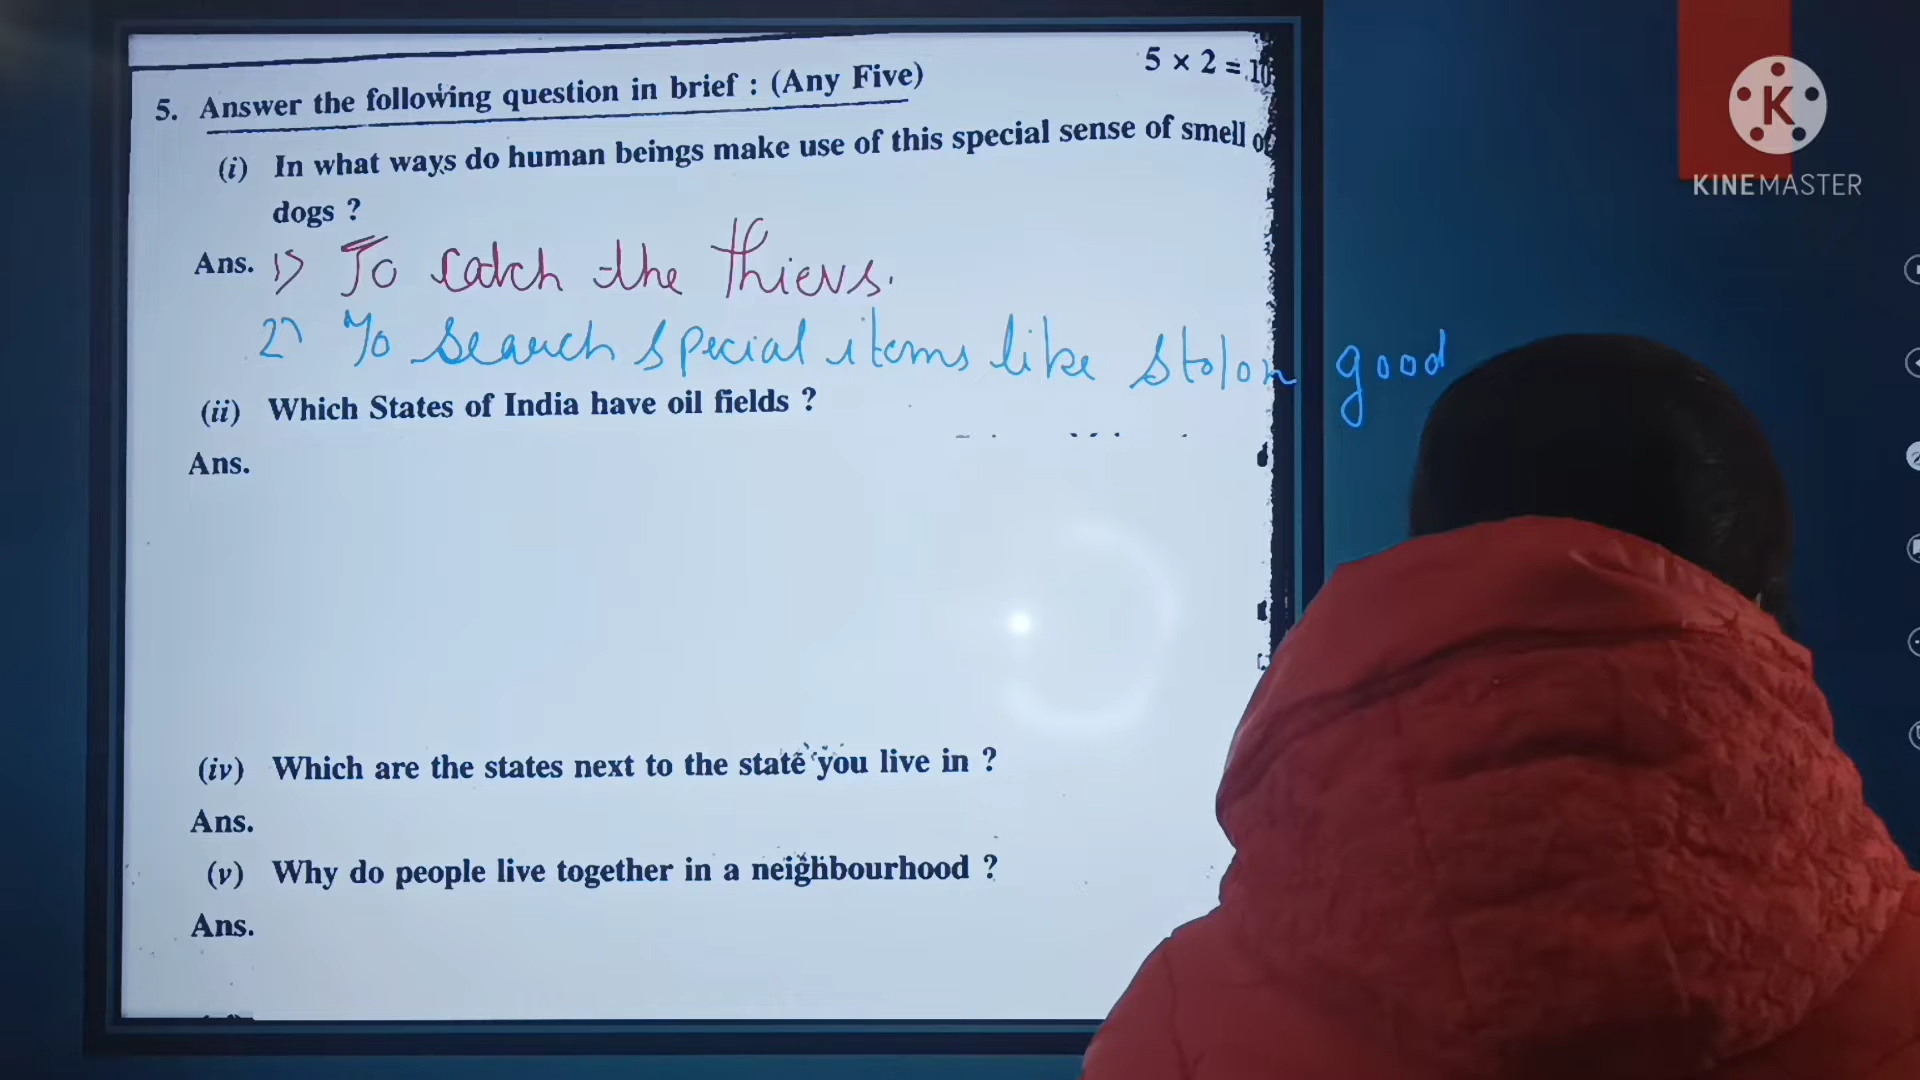 5 × 2 = 10
5. Answer the following question in brief : (Any Five)
(i) In what ways do human beings make use of this special sense of smell of
dogs ?
Ans. 1) To catch the thievs.
2) To search special items like stolon good
(ii) Which States of India have oil fields ?
Ans.
(iv) Which are the states next to the state you live in ?
Ans.
(v) Why do people live together in a neighbourhood ?
Ans.
K
KINEMASTER